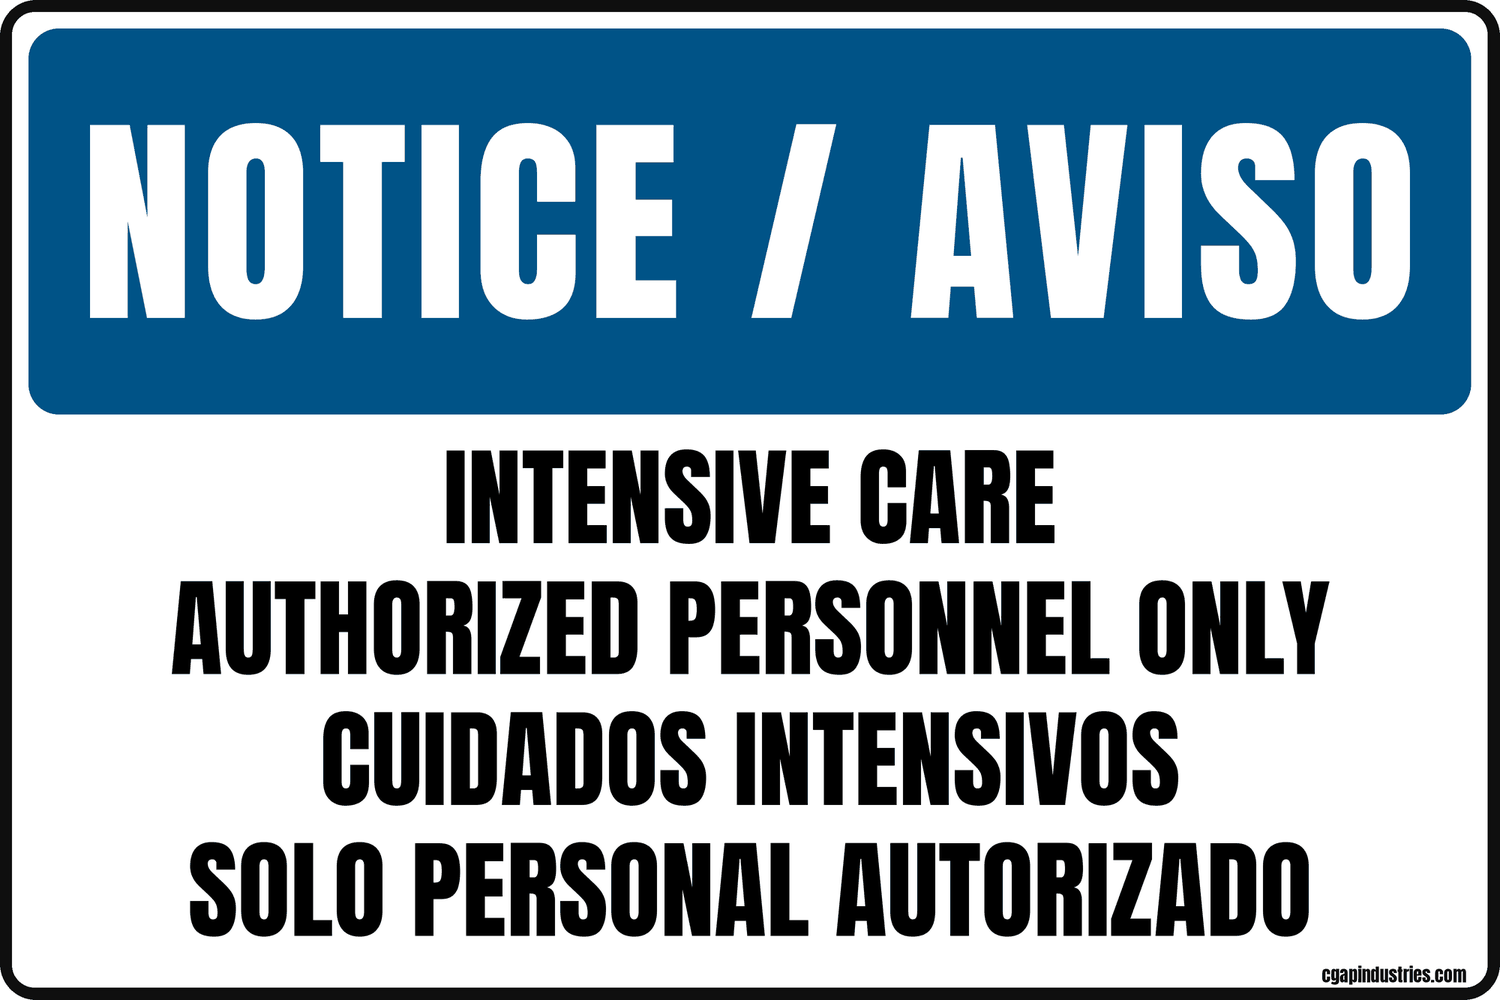 NOTICE / AVISO
INTENSIVE CARE
AUTHORIZED PERSONNEL ONLY
CUIDADOS INTENSIVOS
SOLO PERSONAL AUTORIZADO
cgapindustries.com